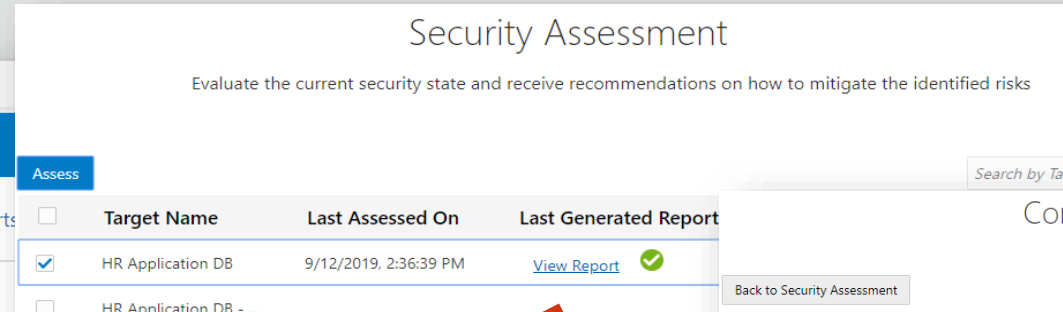 Security Assessment
Evaluate the current security state and receive recommendations on how to mitigate the identified risks
Assess
Search by
Target Name Last Assessed On Last Generated Report
HR Application DB 9/12/2019, 2:36:39 PM View Report
Back to Security Assessment
HR Application DB -